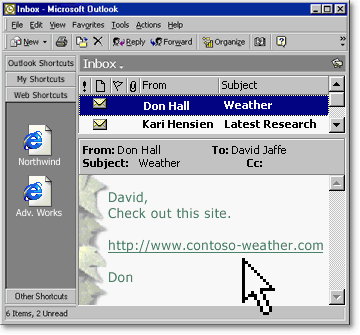 Inbox - Microsoft Outlook
File Edit View Favorites Tools Actions Help
New Reply Forward Organize
Outlook Shortcuts
My Shortcuts
Web Shortcuts
Northwind
Adv. Works
Other Shortcuts
Inbox.
! From Subject
Don Hall Weather
Kari Hensien Latest Research
From: Don Hall To: David Jaffe
Subject: Weather Cc:
David,
Check out this site.
http://www.contoso-weather.com
Don
6 Items, 2 Unread